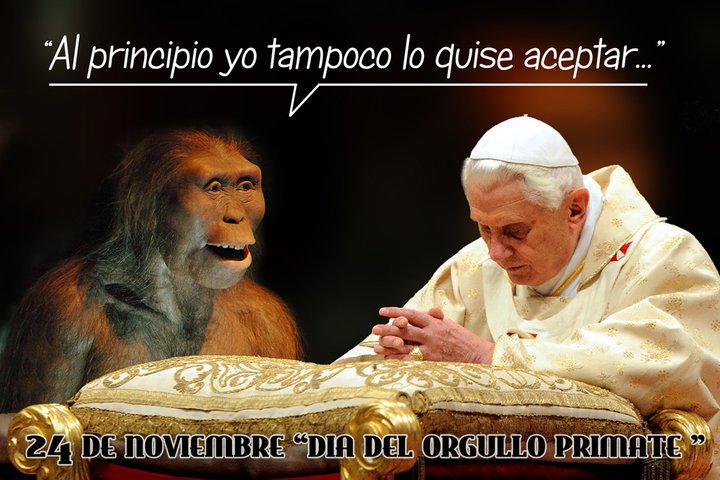 “Al principio yo tampoco lo quise aceptar...”
24 DE NOVIEMBRE “DIA DEL ORGULLO PRIMATE ”